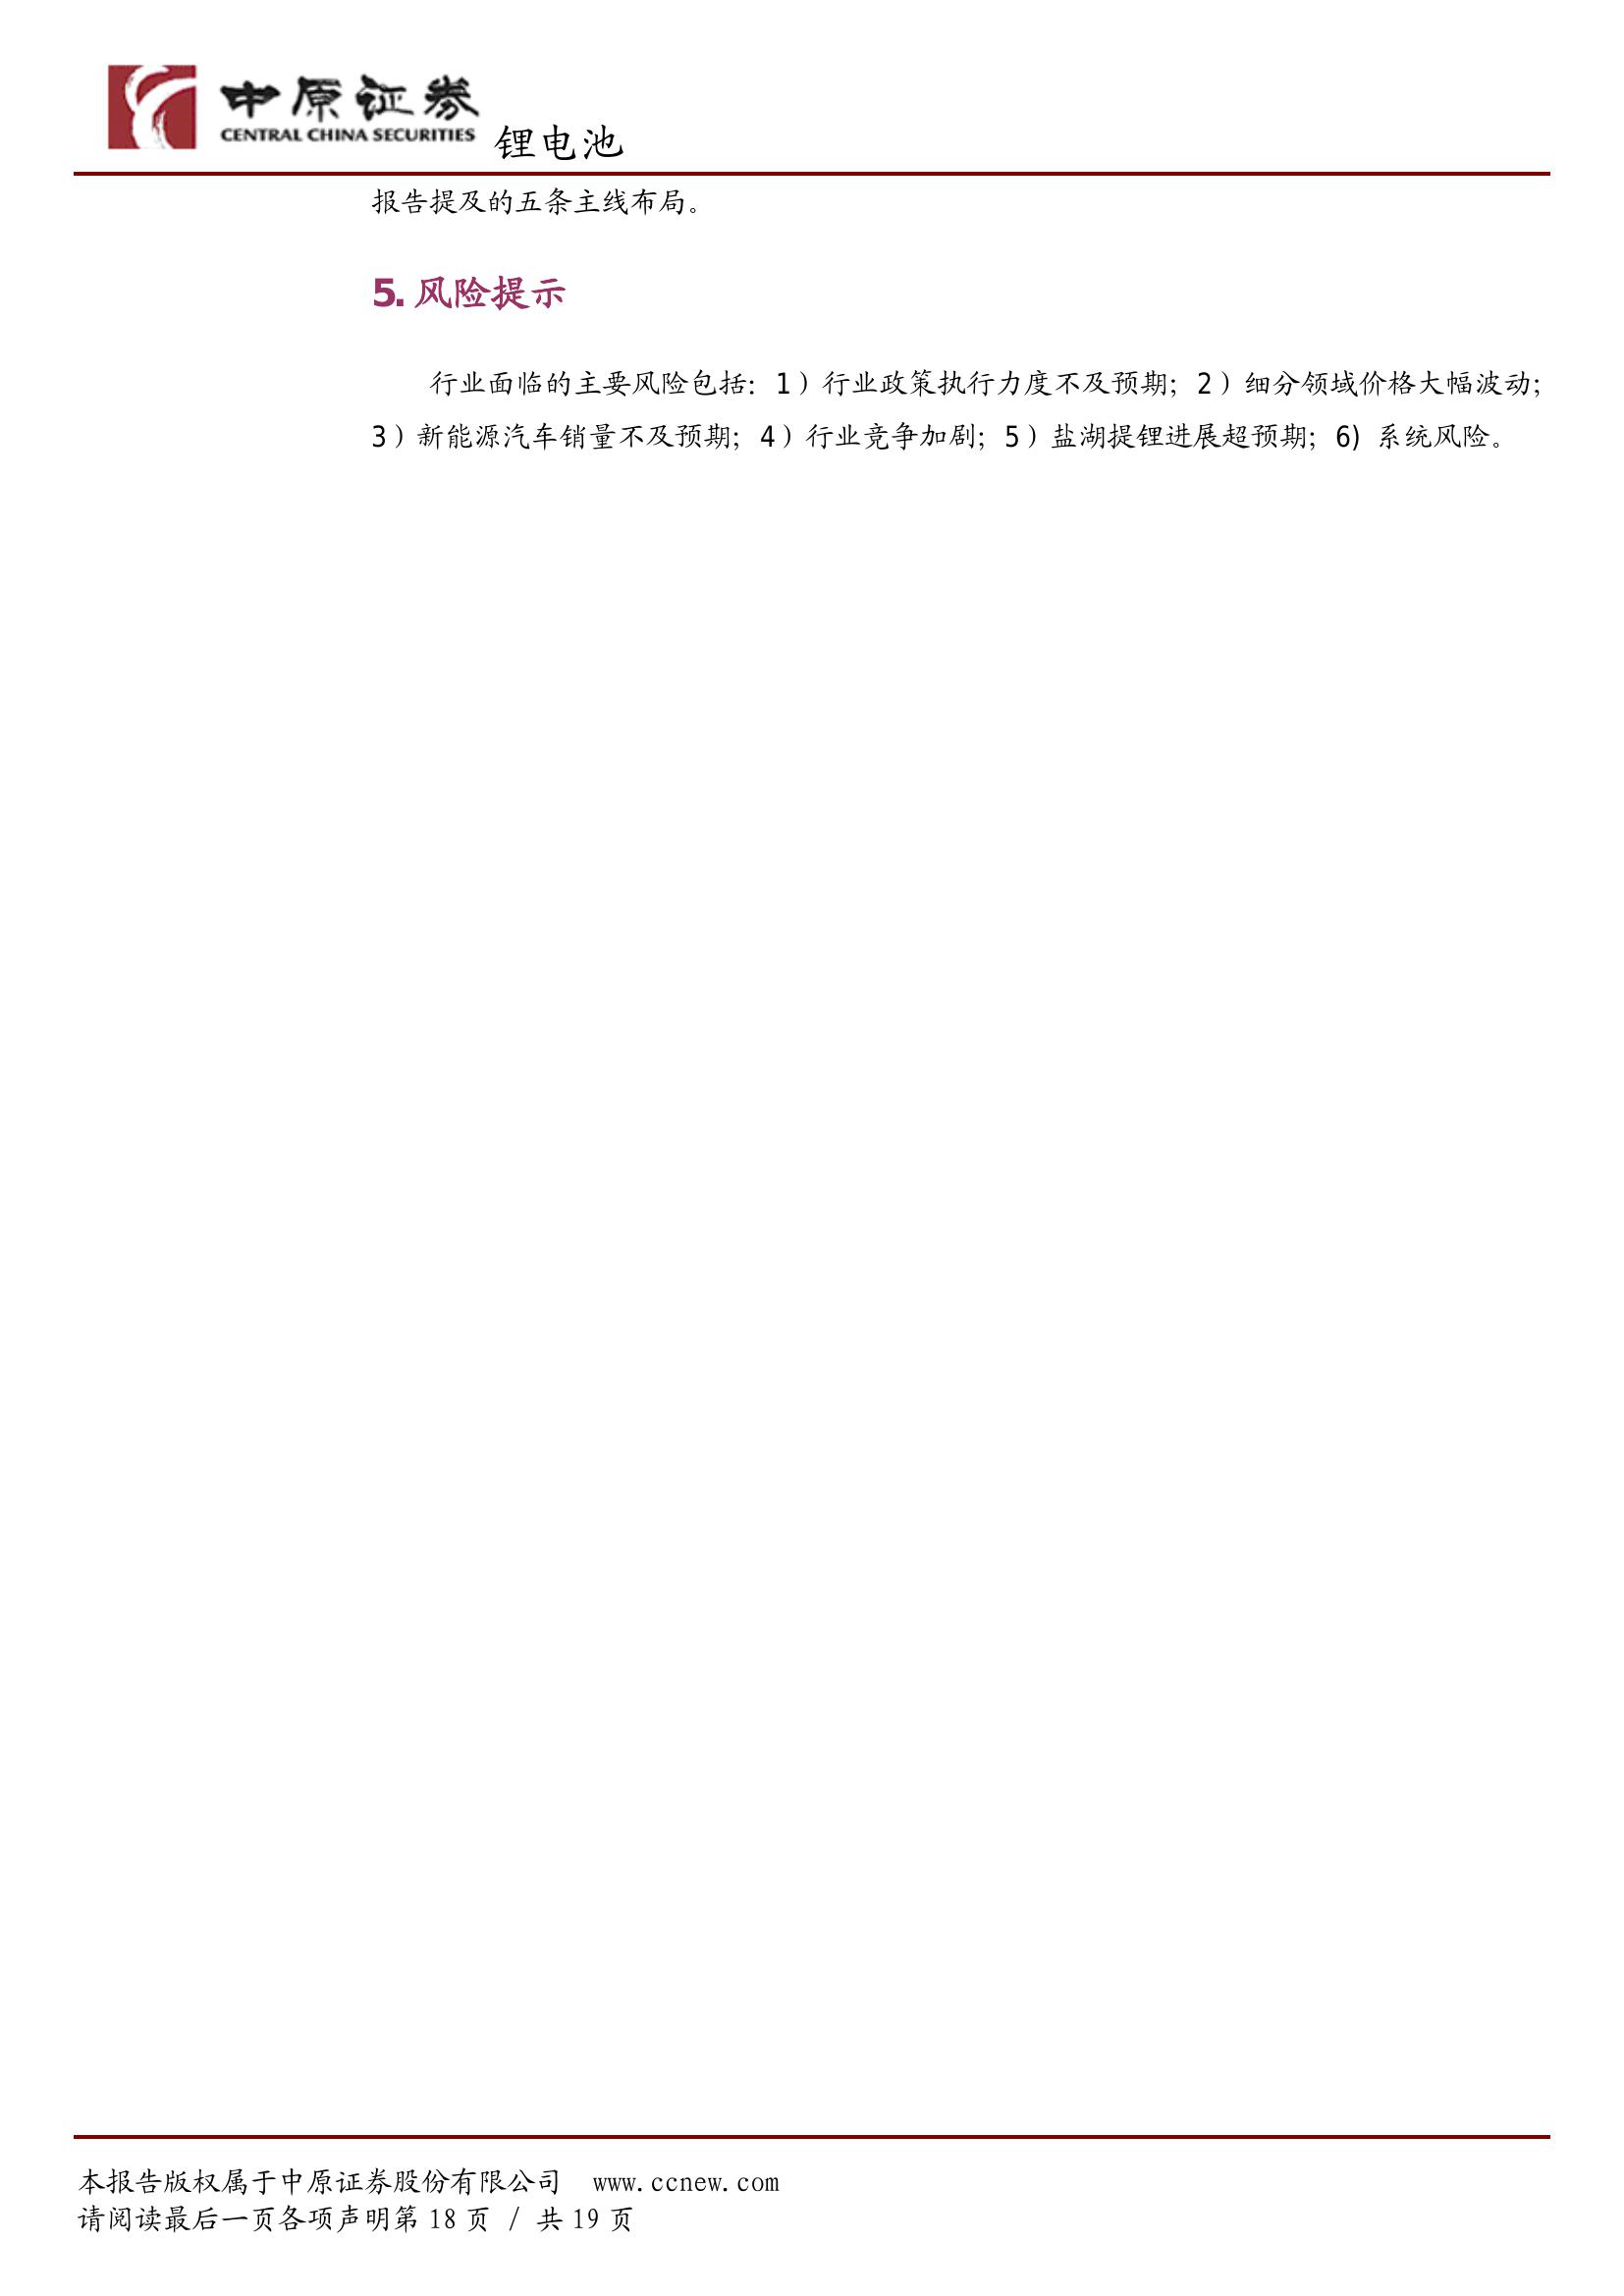 中原证券
CENTRAL CHINA SECURITIES
锂电池
报告提及的五条主线布局。
5. 风险提示
行业面临的主要风险包括：1）行业政策执行力度不及预期；2）细分领域价格大幅波动；
3）新能源汽车销量不及预期；4）行业竞争加剧；5）盐湖提锂进展超预期；6) 系统风险。
本报告版权属于中原证券股份有限公司 www.ccnew.com
请阅读最后一页各项声明第 18 页 / 共 19 页